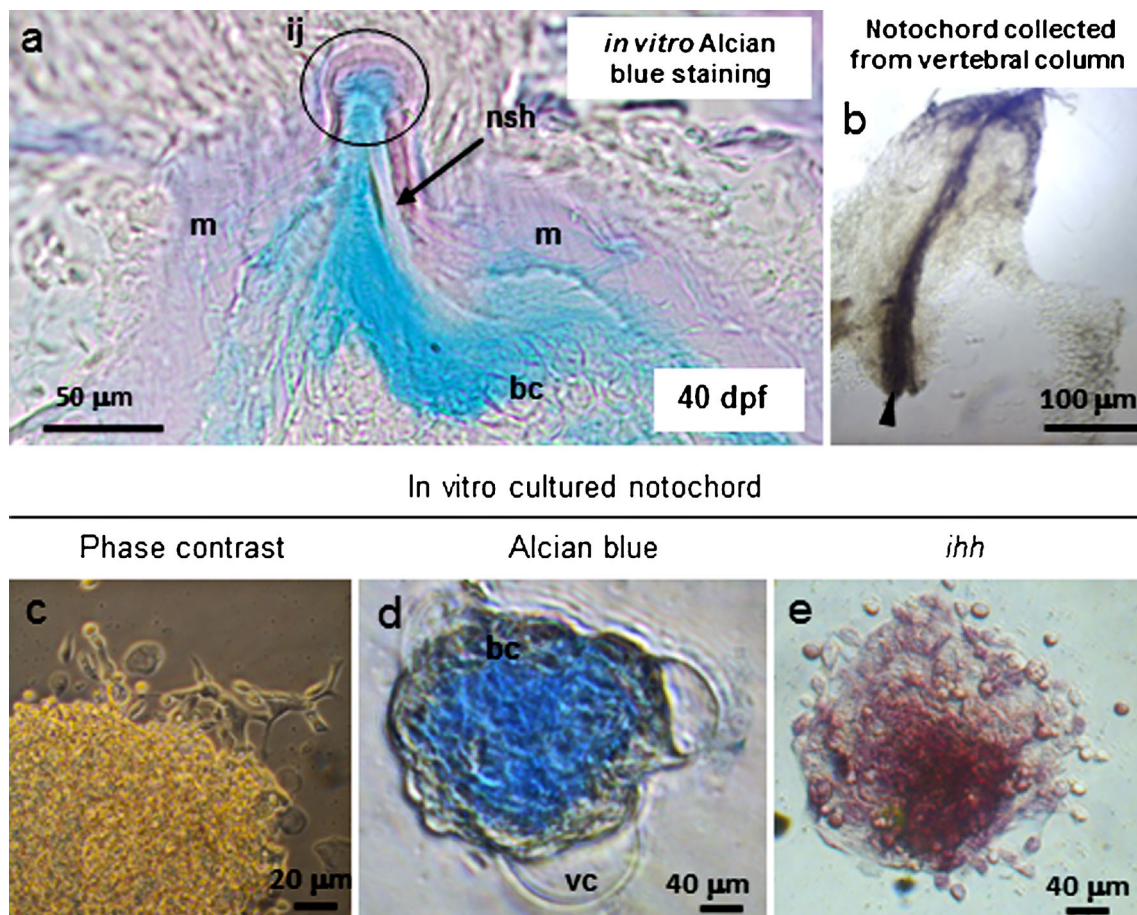 a
ij
in vitro Alcian
blue staining
nsh
m
m
bc
50 μm
40 dpf
Notochord collected
from vertebral column
b
100 μm
In vitro cultured notochord
Phase contrast
Alcian blue
ihh
c
20 μm
d
bc
vc
40 μm
e
40 μm